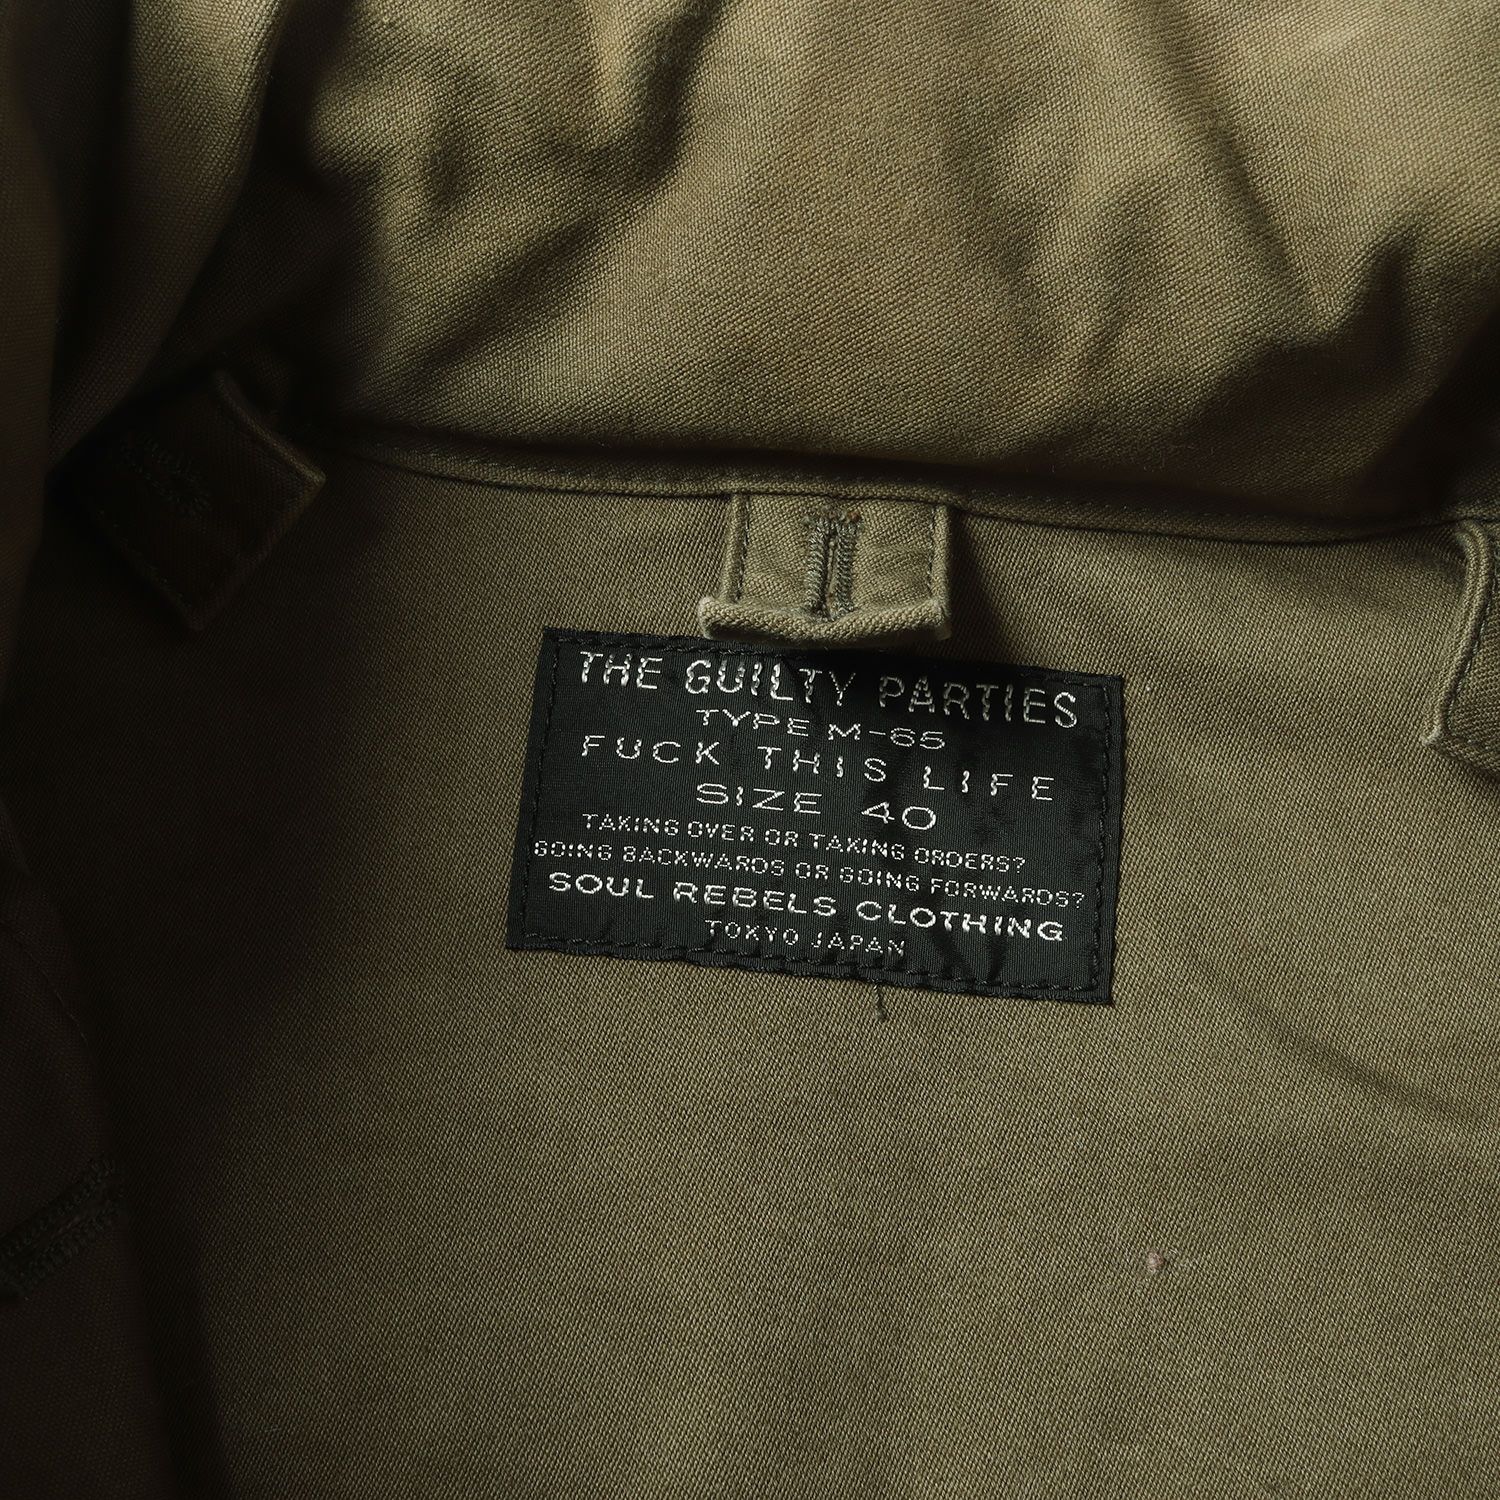 THE GUILTY PARTIES
TYPE M-65
FUCK THIS LIFE
SIZE 40
TAKING OVER OR TAKING ORDERS?
GOING BACKWARDS OR GOING FORWARDS?
SOUL REBELS CLOTHING
TOKYO JAPAN